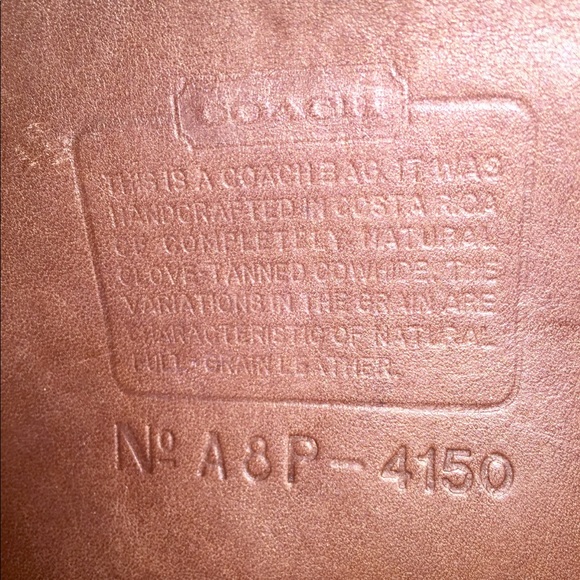 COACH
THIS IS A COACH BAG. IT WAS
HANDCRAFTED IN COSTA RICA
OF COMPLETELY NATURAL
GLOVE-TANNED COWHIDE. THE
VARIATIONS IN THE GRAIN ARE
CHARACTERISTIC OF NATURAL
FULL-GRAIN LEATHER.
Nº A8P-4150